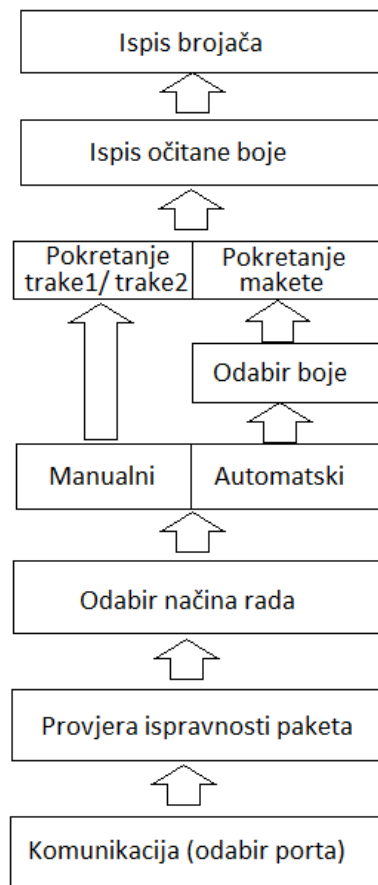 Ispis brojača
Ispis očitane boje
Pokretanje
trake1/ trake2
Pokretanje
makete
Odabir boje
Manualni
Automatski
Odabir načina rada
Provjera ispravnosti paketa
Komunikacija (odabir porta)